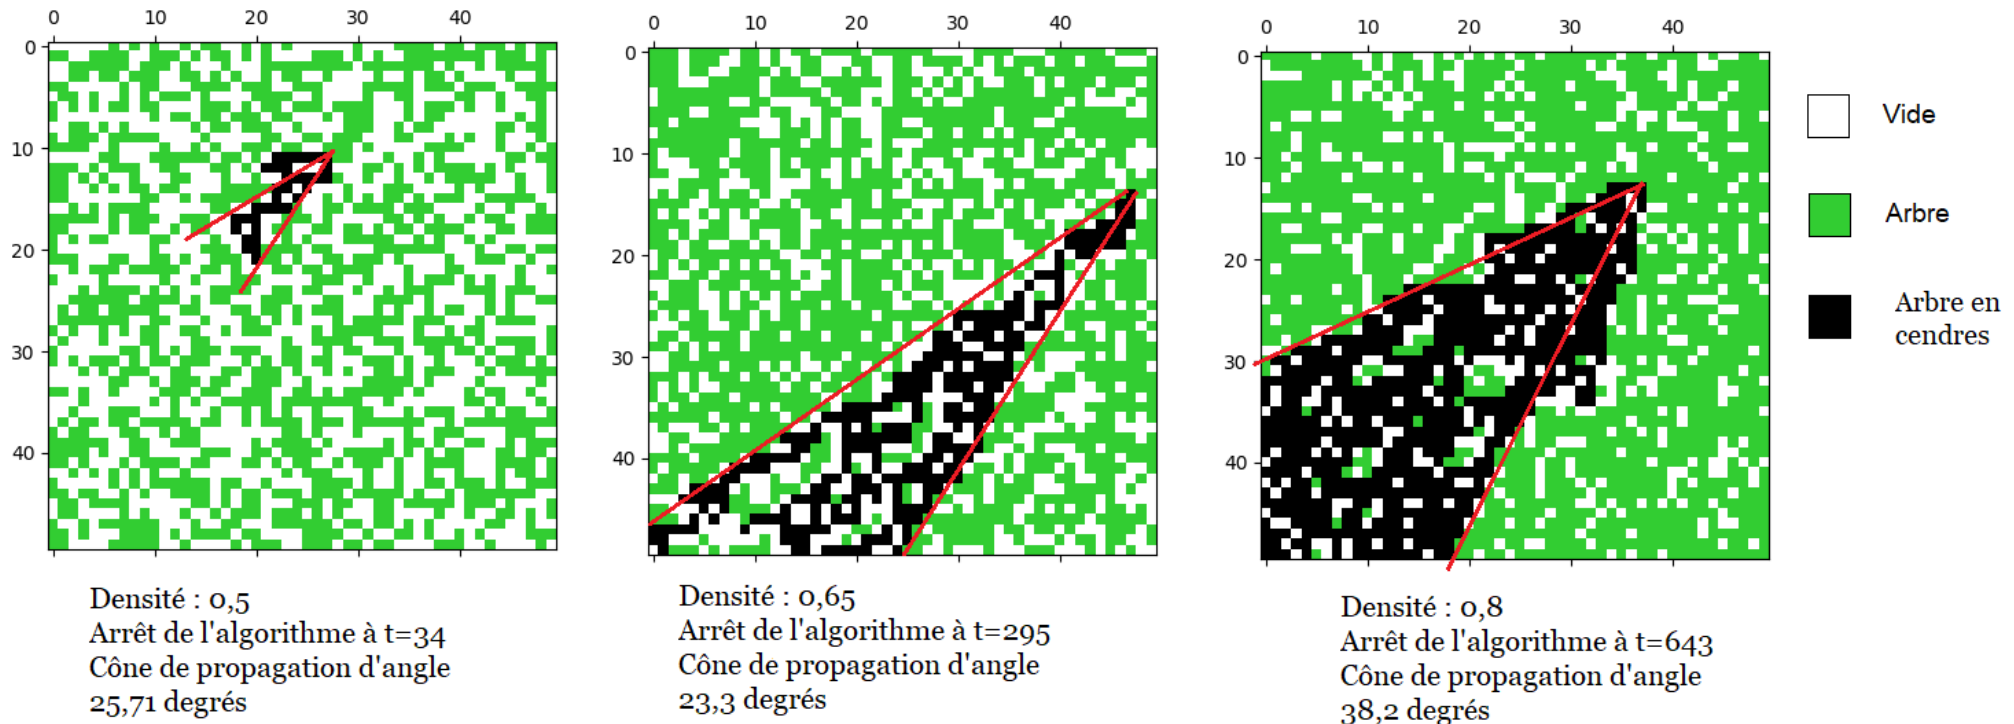 0 10 20 30 40
0
10
20
30
40
Densité : 0,5
Arrêt de l'algorithme à t=34
Cône de propagation d'angle
25,71 degrés
0 10 20 30 40
0
10
20
30
40
Densité : 0,65
Arrêt de l'algorithme à t=295
Cône de propagation d'angle
23,3 degrés
0 10 20 30 40
0
10
20
30
40
Densité : 0,8
Arrêt de l'algorithme à t=643
Cône de propagation d'angle
38,2 degrés
Vide
Arbre
Arbre en
cendres